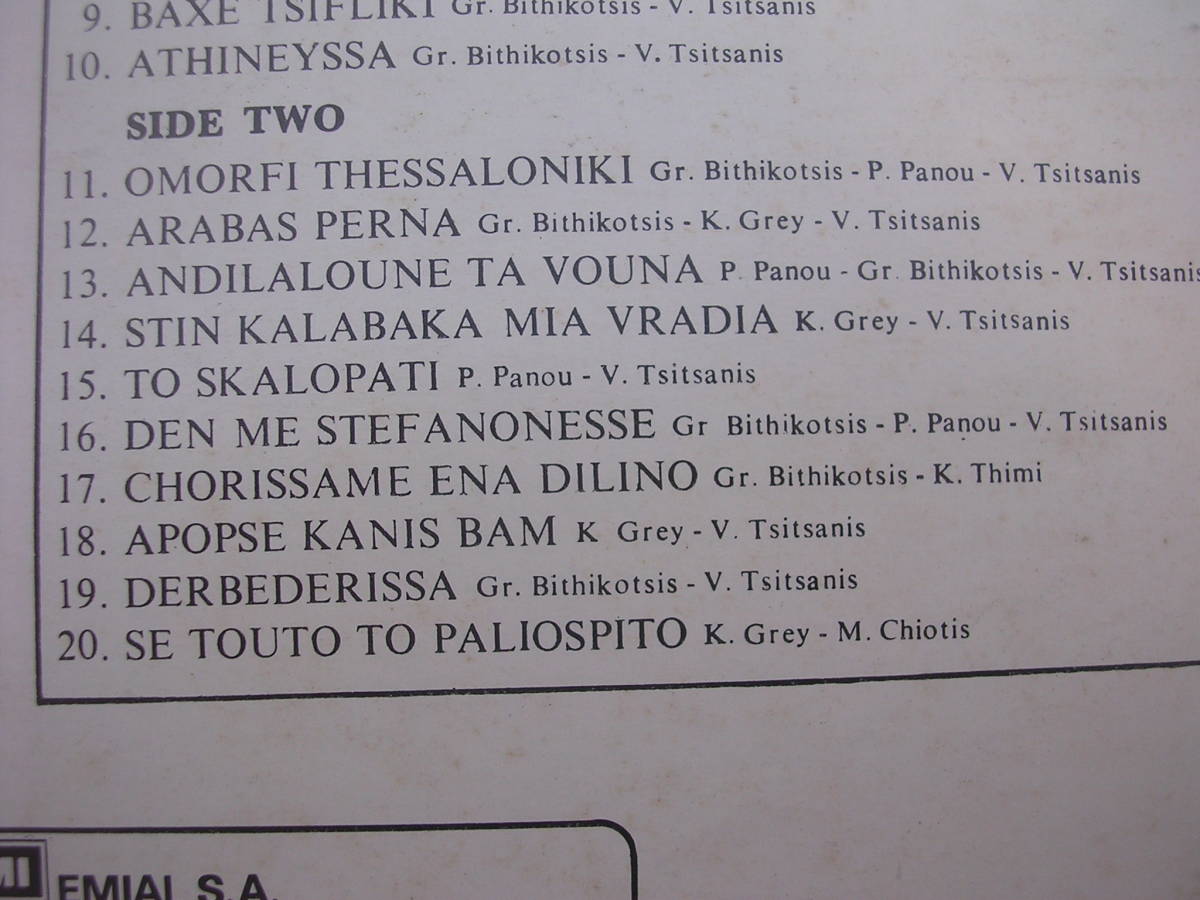 9. BAXE TSIFLIKI Gr. Bithikotsis - V. Tsitsanis
10. ATHINEYSSA Gr. Bithikotsis - V. Tsitsanis
SIDE TWO
11. OMORFI THESSALONIKI Gr. Bithikotsis - P. Panou - V. Tsitsanis
12. ARABAS PERNA Gr. Bithikotsis - K. Grey - V. Tsitsanis
13. ANDILALOUNE TA VOUNA P. Panou - Gr. Bithikotsis - V. Tsitsanis
14. STIN KALABAKA MIA VRADIA K. Grey - V. Tsitsanis
15. TO SKALOPATI P. Panou - V. Tsitsanis
16. DEN ME STEFANONESSE Gr Bithikotsis - P. Panou - V. Tsitsanis
17. CHORISSAME ENA DILINO Gr. Bithikotsis - K. Thimi
18. APOPSE KANIS BAM K Grey - V. Tsitsanis
19. DERBEDERISSA Gr. Bithikotsis - V. Tsitsanis
20. SE TOUTO TO PALIOSPITO K. Grey - M. Chiotis
EMIAL S.A.